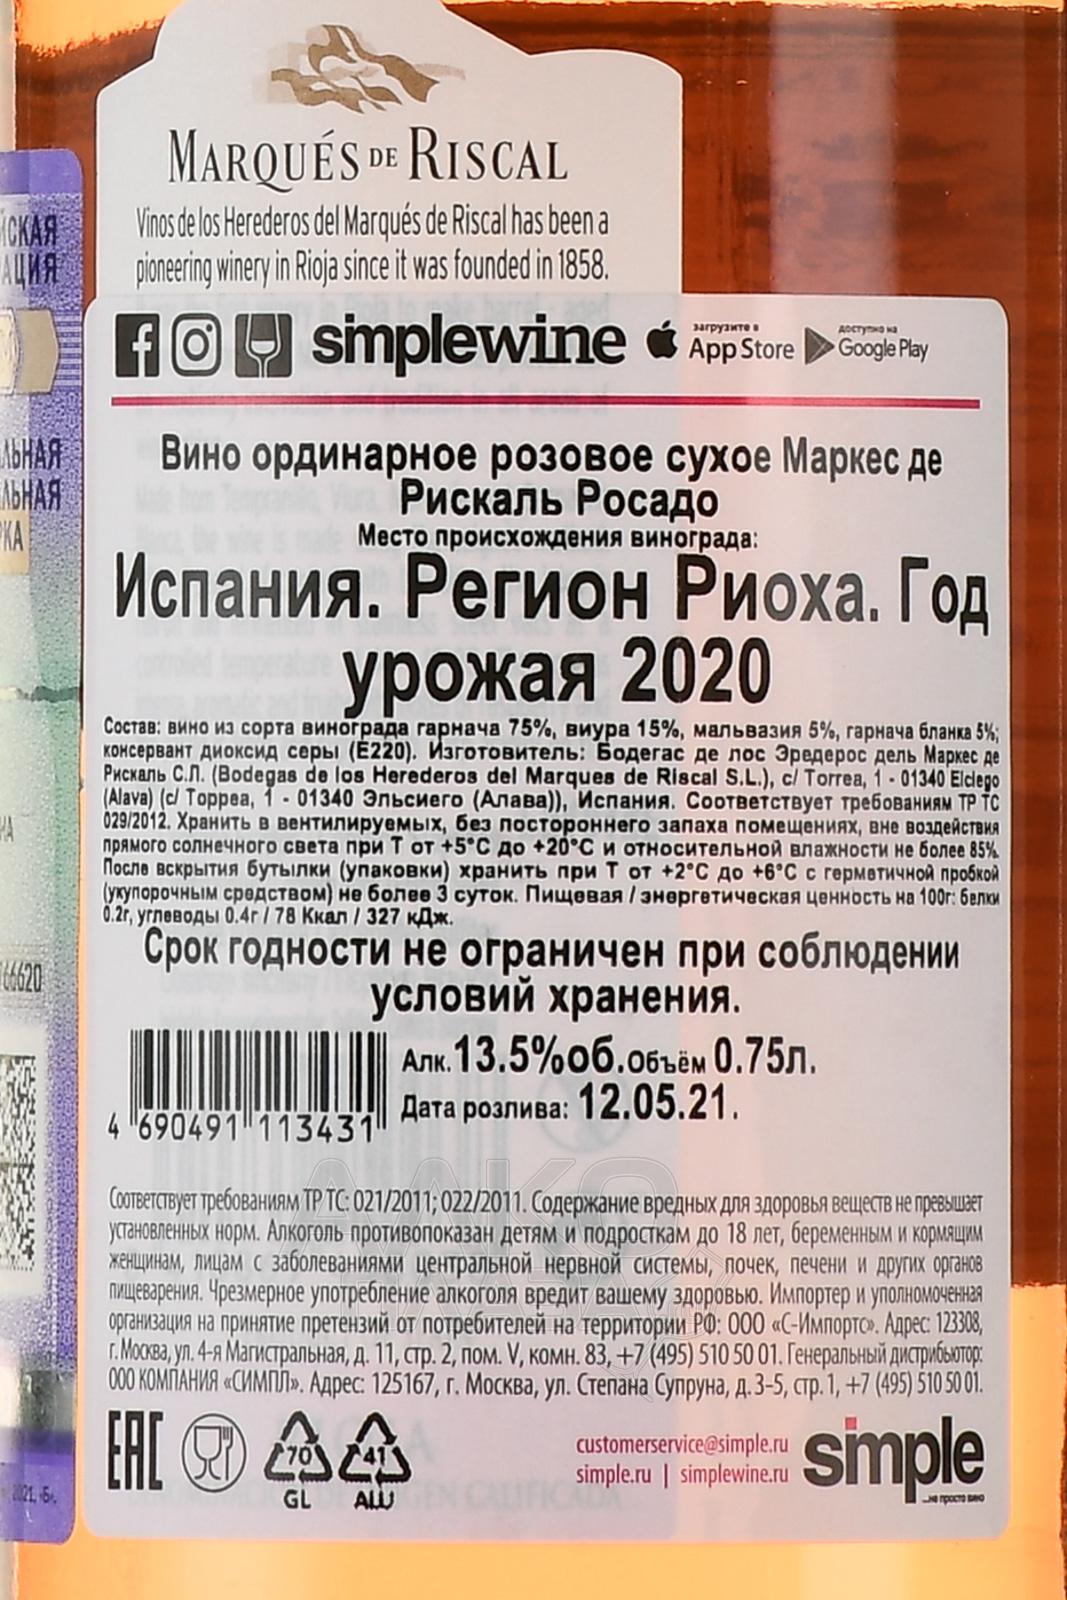 MARQUÉS DE RISCAL
Vinos de los Herederos del Marqués de Riscal has been a
pioneering winery in Rioja since it was founded in 1858.
simplewine
загрузите в
App Store
доступно на
Google Play
Вино ординарное розовое сухое Маркес де
Рискаль Росадо
Место происхождения винограда:
Испания. Регион Риоха. Год
урожая 2020
Состав: вино из сорта винограда гарнача 75%, виура 15%, мальвазия 5%, гарнача бланка 5%;
консервант диоксид серы (E220). Изготовитель: Бодегас де лос Эредерос дель Маркес де
Рискаль С.Л. (Bodegas de los Herederos del Marques de Riscal S.L.), c/ Torrea, 1 - 01340 Elciego
(Alava) (с/ Торреа, 1 - 01340 Эльсиего (Алава)), Испания. Соответствует требованиям ТР ТС
029/2012. Хранить в вентилируемых, без постороннего запаха помещениях, вне воздействия
прямого солнечного света при Т от +5°C до +20°C и относительной влажности не более 85%.
После вскрытия бутылки (упаковки) хранить при Т от +2°C до +6°C с герметичной пробкой
(укупорочным средством) не более 3 суток. Пищевая / энергетическая ценность на 100г: белки
0.2г, углеводы 0.4г / 78 Ккал / 327 кДж.
Срок годности не ограничен при соблюдении
условий хранения.
Алк. 13.5%об. Объём 0.75л.
Дата розлива: 12.05.21.
4 690491 113431
Соответствует требованиям ТР ТС: 021/2011; 022/2011. Содержание вредных для здоровья веществ не превышает
установленных норм. Алкоголь противопоказан детям и подросткам до 18 лет, беременным и кормящим
женщинам, лицам с заболеваниями центральной нервной системы, почек, печени и других органов
пищеварения. Чрезмерное употребление алкоголя вредит вашему здоровью. Импортер и уполномоченная
организация на принятие претензий от потребителей на территории РФ: ООО «С-Импортс». Адрес: 123308,
г. Москва, ул. 4-я Магистральная, д. 11, стр. 2, пом. V, комн. 83, +7 (495) 510 50 01. Генеральный дистрибьютор:
ООО КОМПАНИЯ «СИМПЛ». Адрес: 125167, г. Москва, ул. Степана Супруна, д. 3-5, стр. 1, +7 (495) 510 50 01.
EAC
70
GL
41
ALU
customerservice@simple.ru
simple.ru | simplewine.ru
simple
...не просто вино
66620